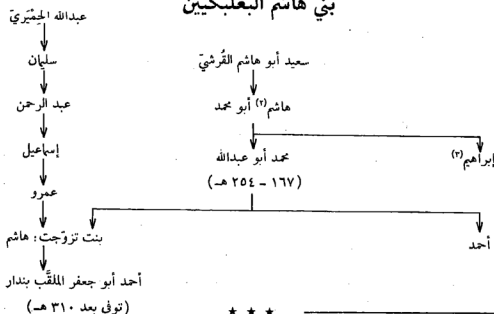 بني هاشم البعلبكيين
عبدالله الحِمْيَريّ
سليمان
سعيد أبو هاشم القُرشيّ
عبد الرحمن
هاشم(٢) أبو محمد
إسماعيل
محمد أبو عبدالله
إبراهيم(٣)
(١٦٧ - ٢٥٤ هـ)
عمرو
بنت تزوّجت: هاشم
أحمد
أحمد أبو جعفر الملقَّب بندار
(توفي بعد ٣١٠ هـ)
* * *